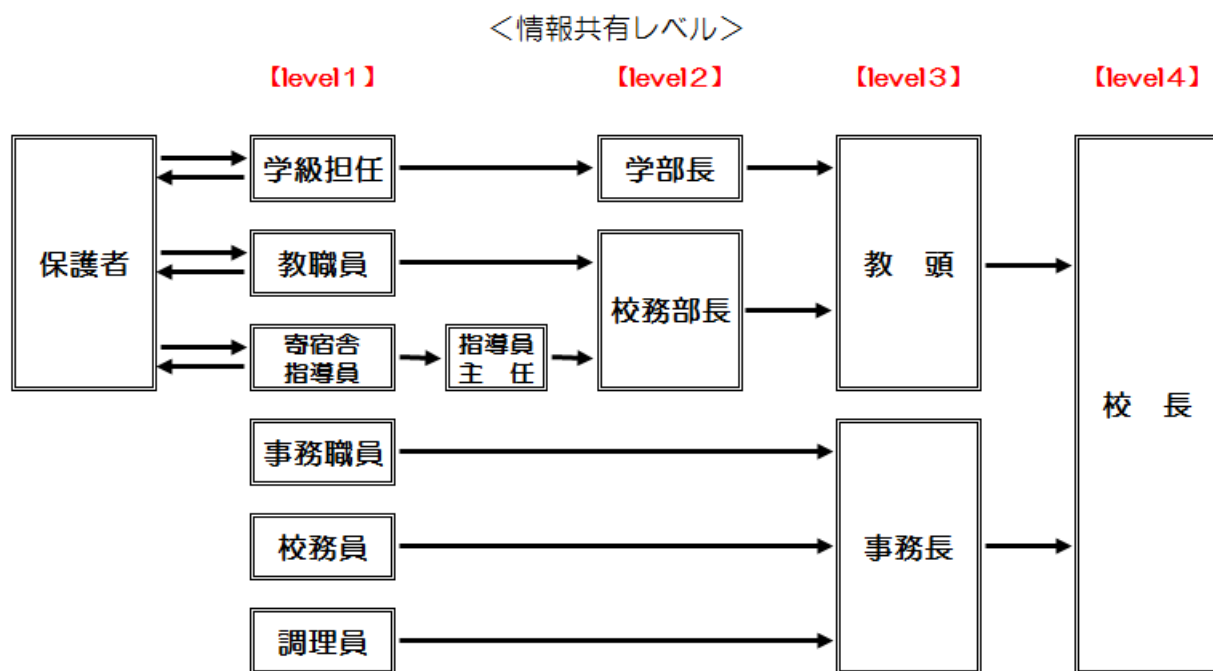 ＜情報共有レベル＞
【level１】
【level２】
【level３】
【level４】
保護者
学級担任
学部長
教職員
校務部長
教　頭
寄宿舎
指導員
指導員
主　任
校　長
事務職員
校務員
事務長
調理員